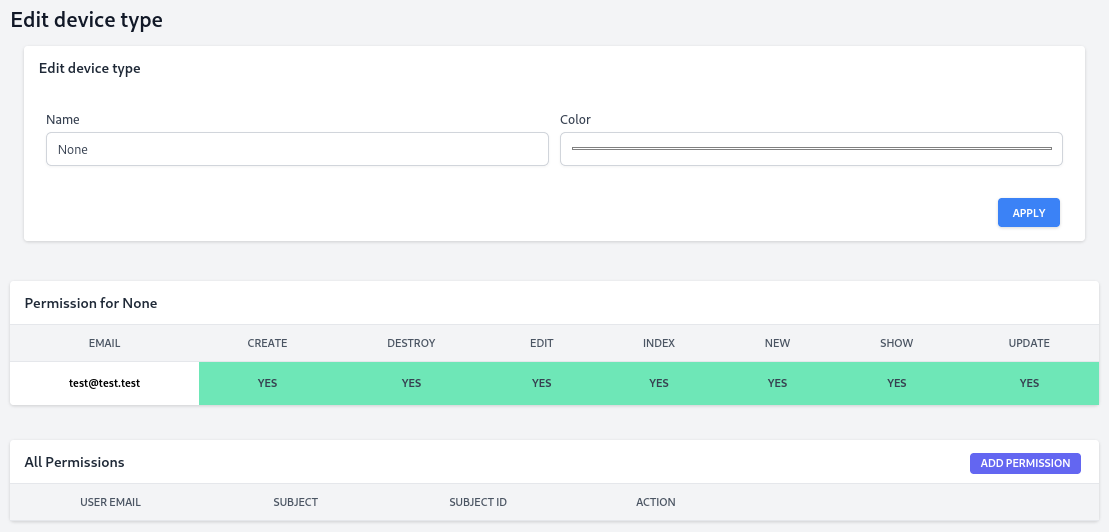 Edit device type
Edit device type
Name Color
None
APPLY
Permission for None
EMAIL CREATE DESTROY EDIT INDEX NEW SHOW UPDATE
test@test.test YES YES YES YES YES YES YES
All Permissions ADD PERMISSION
USER EMAIL SUBJECT SUBJECT ID ACTION